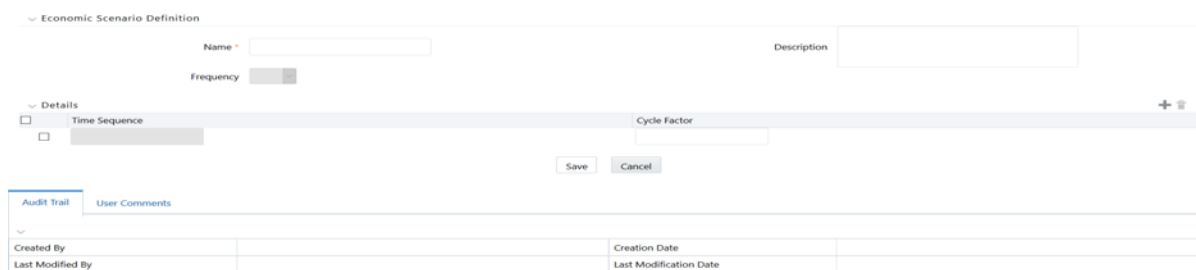 Economic Scenario Definition
Name * Description
Frequency
Details
Time Sequence Cycle Factor
Save Cancel
Audit Trail User Comments
Created By Creation Date
Last Modified By Last Modification Date